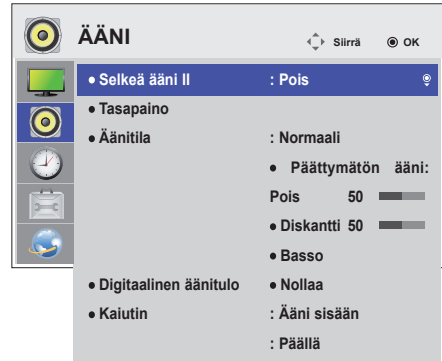 ÄÄNI
Siirrä OK
• Selkeä ääni II : Pois
• Tasapaino
• Äänitila : Normaali
• Päättymätön ääni:
Pois 50
• Diskantti 50
• Basso
• Digitaalinen äänitulo • Nollaa
• Kaiutin : Ääni sisään
: Päällä